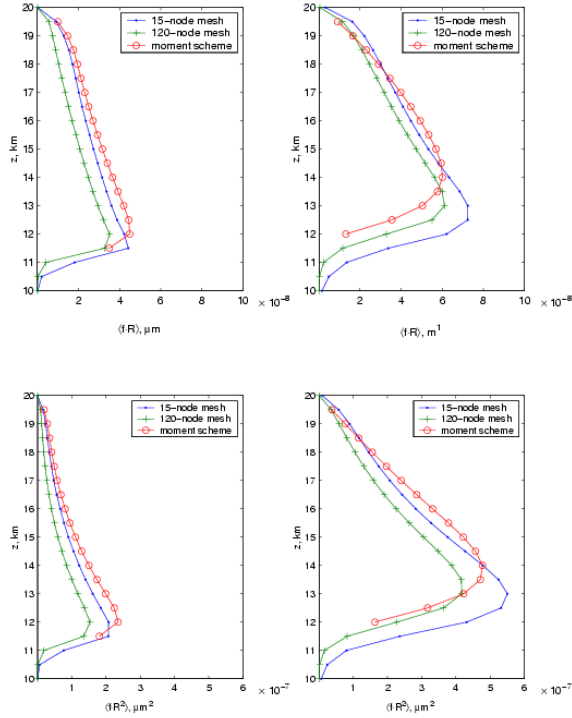 20
19
18
17
16
15
14
13
12
11
10
z, km
0 2 4 6 8 10
× 10⁻⁸
⟨f·R⟩, μm
15−node mesh
120−node mesh
moment scheme
20
19
18
17
16
15
14
13
12
11
10
z, km
0 2 4 6 8 10
× 10⁻⁸
⟨f·R⟩, m¹
15−node mesh
120−node mesh
moment scheme
20
19
18
17
16
15
14
13
12
11
10
z, km
0 1 2 3 4 5 6
× 10⁻⁷
⟨f·R²⟩, μm²
15−node mesh
120−node mesh
moment scheme
20
19
18
17
16
15
14
13
12
11
10
z, km
0 1 2 3 4 5 6
× 10⁻⁷
⟨f·R²⟩, μm²
15−node mesh
120−node mesh
moment scheme